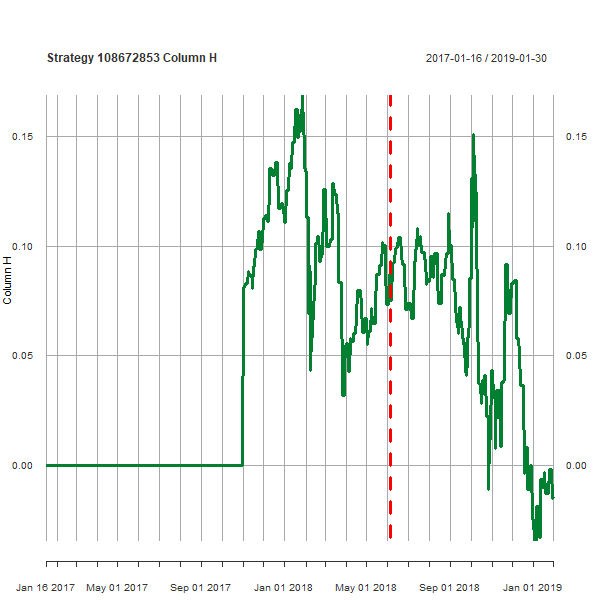 Strategy 108672853 Column H
2017-01-16 / 2019-01-30
Column H
0.15
0.10
0.05
0.00
0.15
0.10
0.05
0.00
Jan 16 2017
May 01 2017
Sep 01 2017
Jan 01 2018
May 01 2018
Sep 01 2018
Jan 01 2019